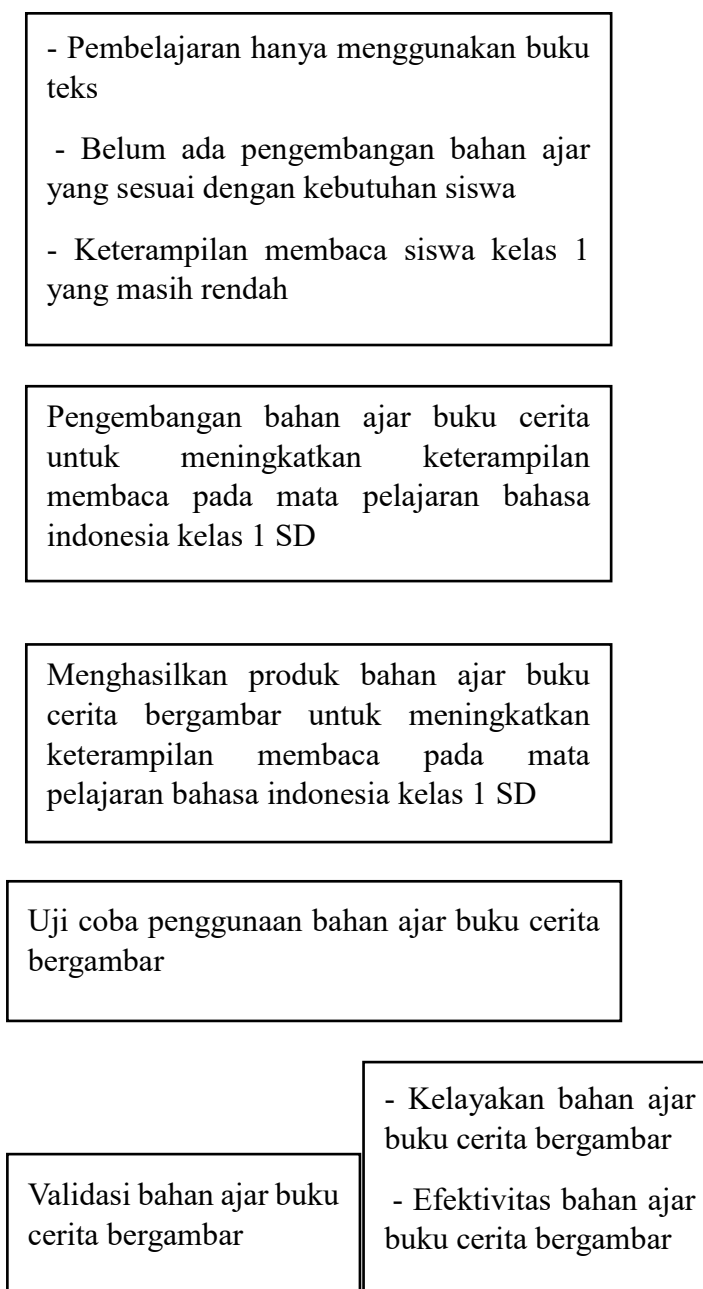 - Pembelajaran hanya menggunakan buku
teks
- Belum ada pengembangan bahan ajar
yang sesuai dengan kebutuhan siswa
- Keterampilan membaca siswa kelas 1
yang masih rendah
Pengembangan bahan ajar buku cerita
untuk meningkatkan keterampilan
membaca pada mata pelajaran bahasa
indonesia kelas 1 SD
Menghasilkan produk bahan ajar buku
cerita bergambar untuk meningkatkan
keterampilan membaca pada mata
pelajaran bahasa indonesia kelas 1 SD
Uji coba penggunaan bahan ajar buku cerita
bergambar
Validasi bahan ajar buku
cerita bergambar
- Kelayakan bahan ajar
buku cerita bergambar
- Efektivitas bahan ajar
buku cerita bergambar